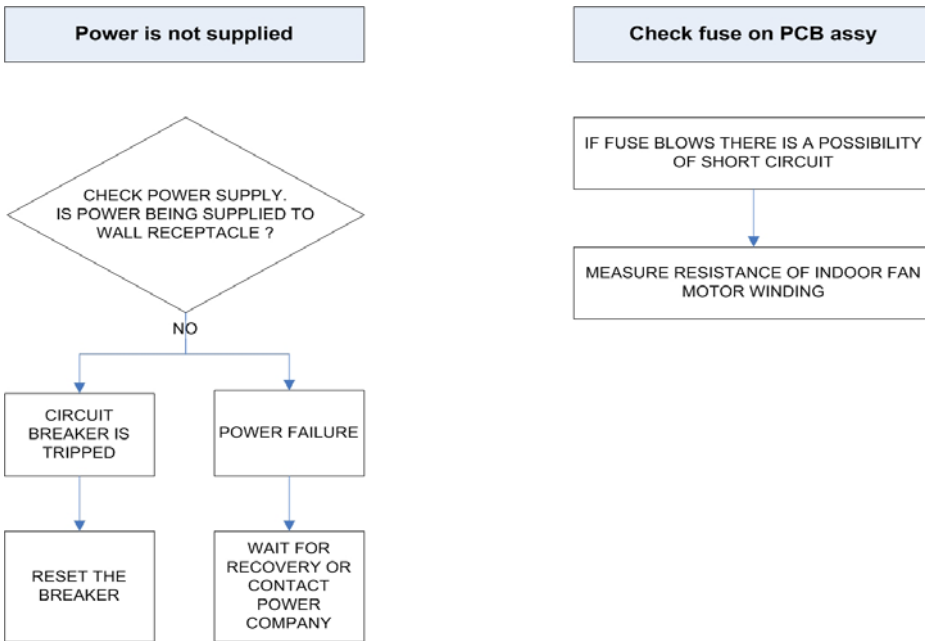 Power is not supplied
CHECK POWER SUPPLY.
IS POWER BEING SUPPLIED TO
WALL RECEPTACLE ?
NO
CIRCUIT
BREAKER IS
TRIPPED
POWER FAILURE
RESET THE
BREAKER
WAIT FOR
RECOVERY OR
CONTACT
POWER
COMPANY
Check fuse on PCB assy
IF FUSE BLOWS THERE IS A POSSIBILITY
OF SHORT CIRCUIT
MEASURE RESISTANCE OF INDOOR FAN
MOTOR WINDING